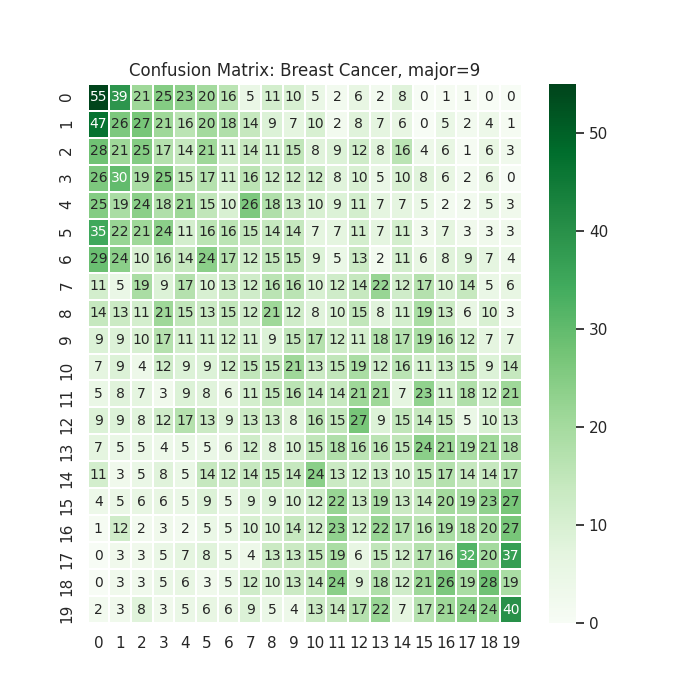 Confusion Matrix: Breast Cancer, major=9
0 55 39 21 25 23 20 16 5 11 10 5 2 6 2 8 0 1 1 0 0
1 47 26 27 21 16 20 18 14 9 7 10 2 8 7 6 0 5 2 4 1
2 28 21 25 17 14 21 11 14 11 15 8 9 12 8 16 4 6 1 6 3
3 26 30 19 25 15 17 11 16 12 12 12 8 10 5 10 8 6 2 6 0
4 25 19 24 18 21 15 10 26 18 13 10 9 11 7 7 5 2 2 5 3
5 35 22 21 24 11 16 16 15 14 14 7 7 11 7 11 3 7 3 3 3
6 29 24 10 16 14 24 17 12 15 15 9 5 13 2 11 6 8 9 7 4
7 11 5 19 9 17 10 13 12 16 16 10 12 14 22 12 17 10 14 5 6
8 14 13 11 21 15 13 15 12 21 12 8 10 15 8 11 19 13 6 10 3
9 9 9 10 17 11 11 12 11 9 15 17 12 11 18 17 19 16 12 7 7
10 7 9 4 12 9 9 12 15 15 21 13 15 19 12 16 11 13 15 9 14
11 5 8 7 3 9 8 6 11 15 16 14 14 21 21 7 23 11 18 12 21
12 9 9 8 12 17 13 9 13 13 8 16 15 27 9 15 14 15 5 10 13
13 7 5 5 4 5 5 6 12 8 10 15 18 16 16 15 24 21 19 21 18
14 11 3 5 8 5 14 12 14 15 14 24 13 12 13 10 15 17 14 14 17
15 4 5 6 6 5 9 5 9 9 10 12 22 13 19 13 14 20 19 23 27
16 1 12 2 3 2 5 5 10 10 14 12 23 12 22 17 16 19 18 20 27
17 0 3 3 5 7 8 5 4 13 13 15 19 6 15 12 17 16 32 20 37
18 0 3 3 5 6 3 5 12 10 13 14 24 9 18 12 21 26 19 28 19
19 2 3 8 3 5 6 6 9 5 4 13 14 17 22 7 17 21 24 24 40
0 1 2 3 4 5 6 7 8 9 10 11 12 13 14 15 16 17 18 19
50
40
30
20
10
0